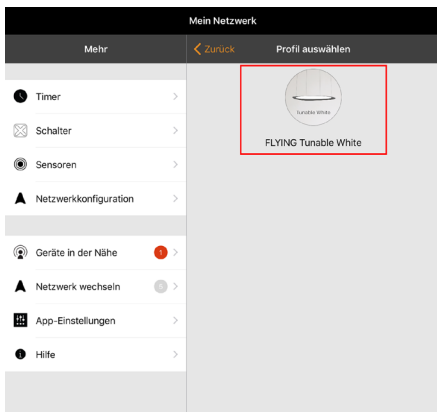 Mein Netzwerk
Mehr
Zurück
Profil auswählen
Timer
Schalter
Sensoren
Netzwerkkonfiguration
Geräte in der Nähe
1
Netzwerk wechseln
App-Einstellungen
Hilfe
Tunable White
FLYING Tunable White